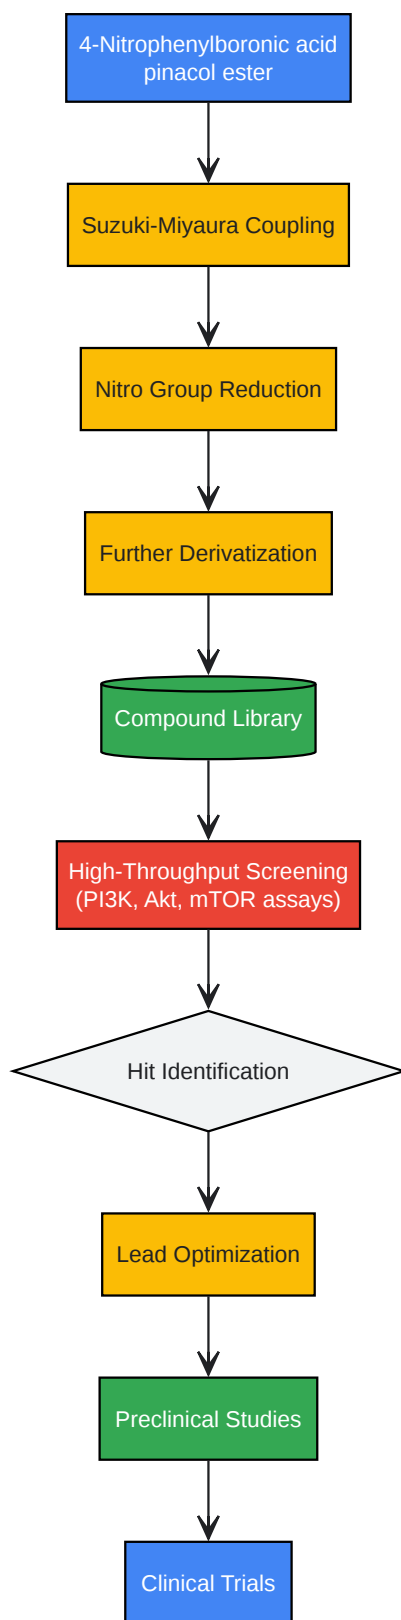 4-Nitrophenylboronic acid
pinacol ester
Suzuki-Miyaura Coupling
Nitro Group Reduction
Further Derivatization
Compound Library
High-Throughput Screening
(PI3K, Akt, mTOR assays)
Hit Identification
Lead Optimization
Preclinical Studies
Clinical Trials